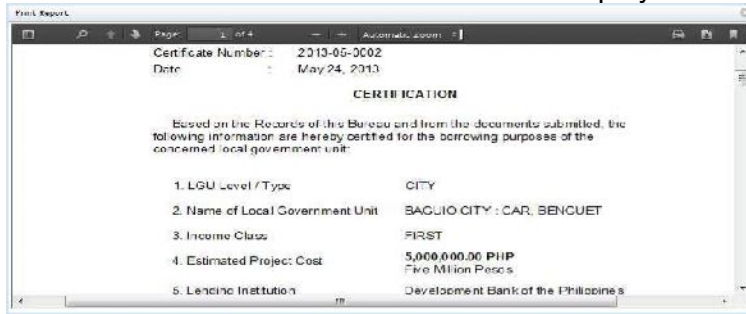 Print Report
Page: 1 of 4 Automatic Zoom
Certificate Number : 2013-05-0002
Date : May 24, 2013
CERTIFICATION
Based on the Records of this Bureau and from the documents submitted, the
following information are hereby certified for the borrowing purposes of the
concerned local government unit:
1. LGU Level / Type CITY
2. Name of Local Government Unit BAGUIO CITY : CAR, BENGUET
3. Income Class FIRST
4. Estimated Project Cost 5,000,000.00 PHP
Five Million Pesos
5. Lending Institution Development Bank of the Philippines